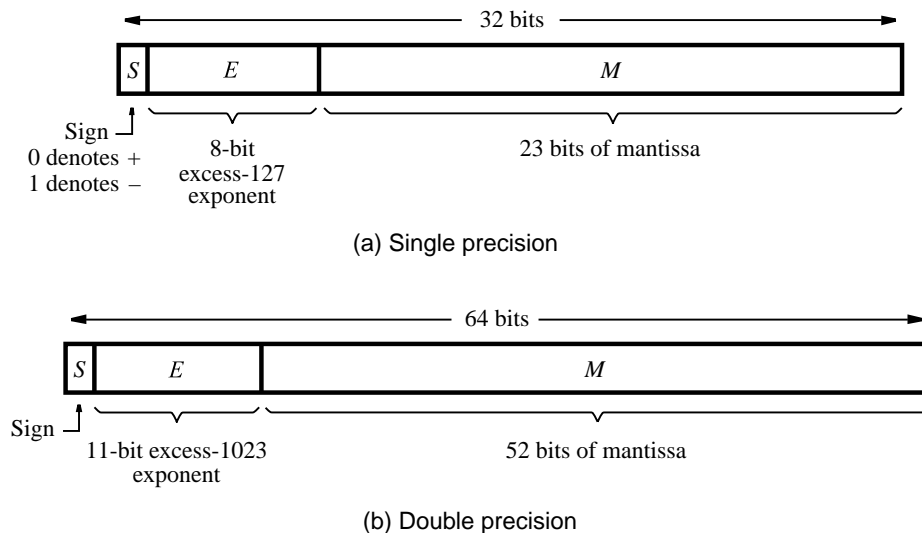 32 bits
S E M
Sign
0 denotes +
1 denotes –
8-bit
excess-127
exponent
23 bits of mantissa
(a) Single precision
64 bits
S E M
Sign
11-bit excess-1023
exponent
52 bits of mantissa
(b) Double precision